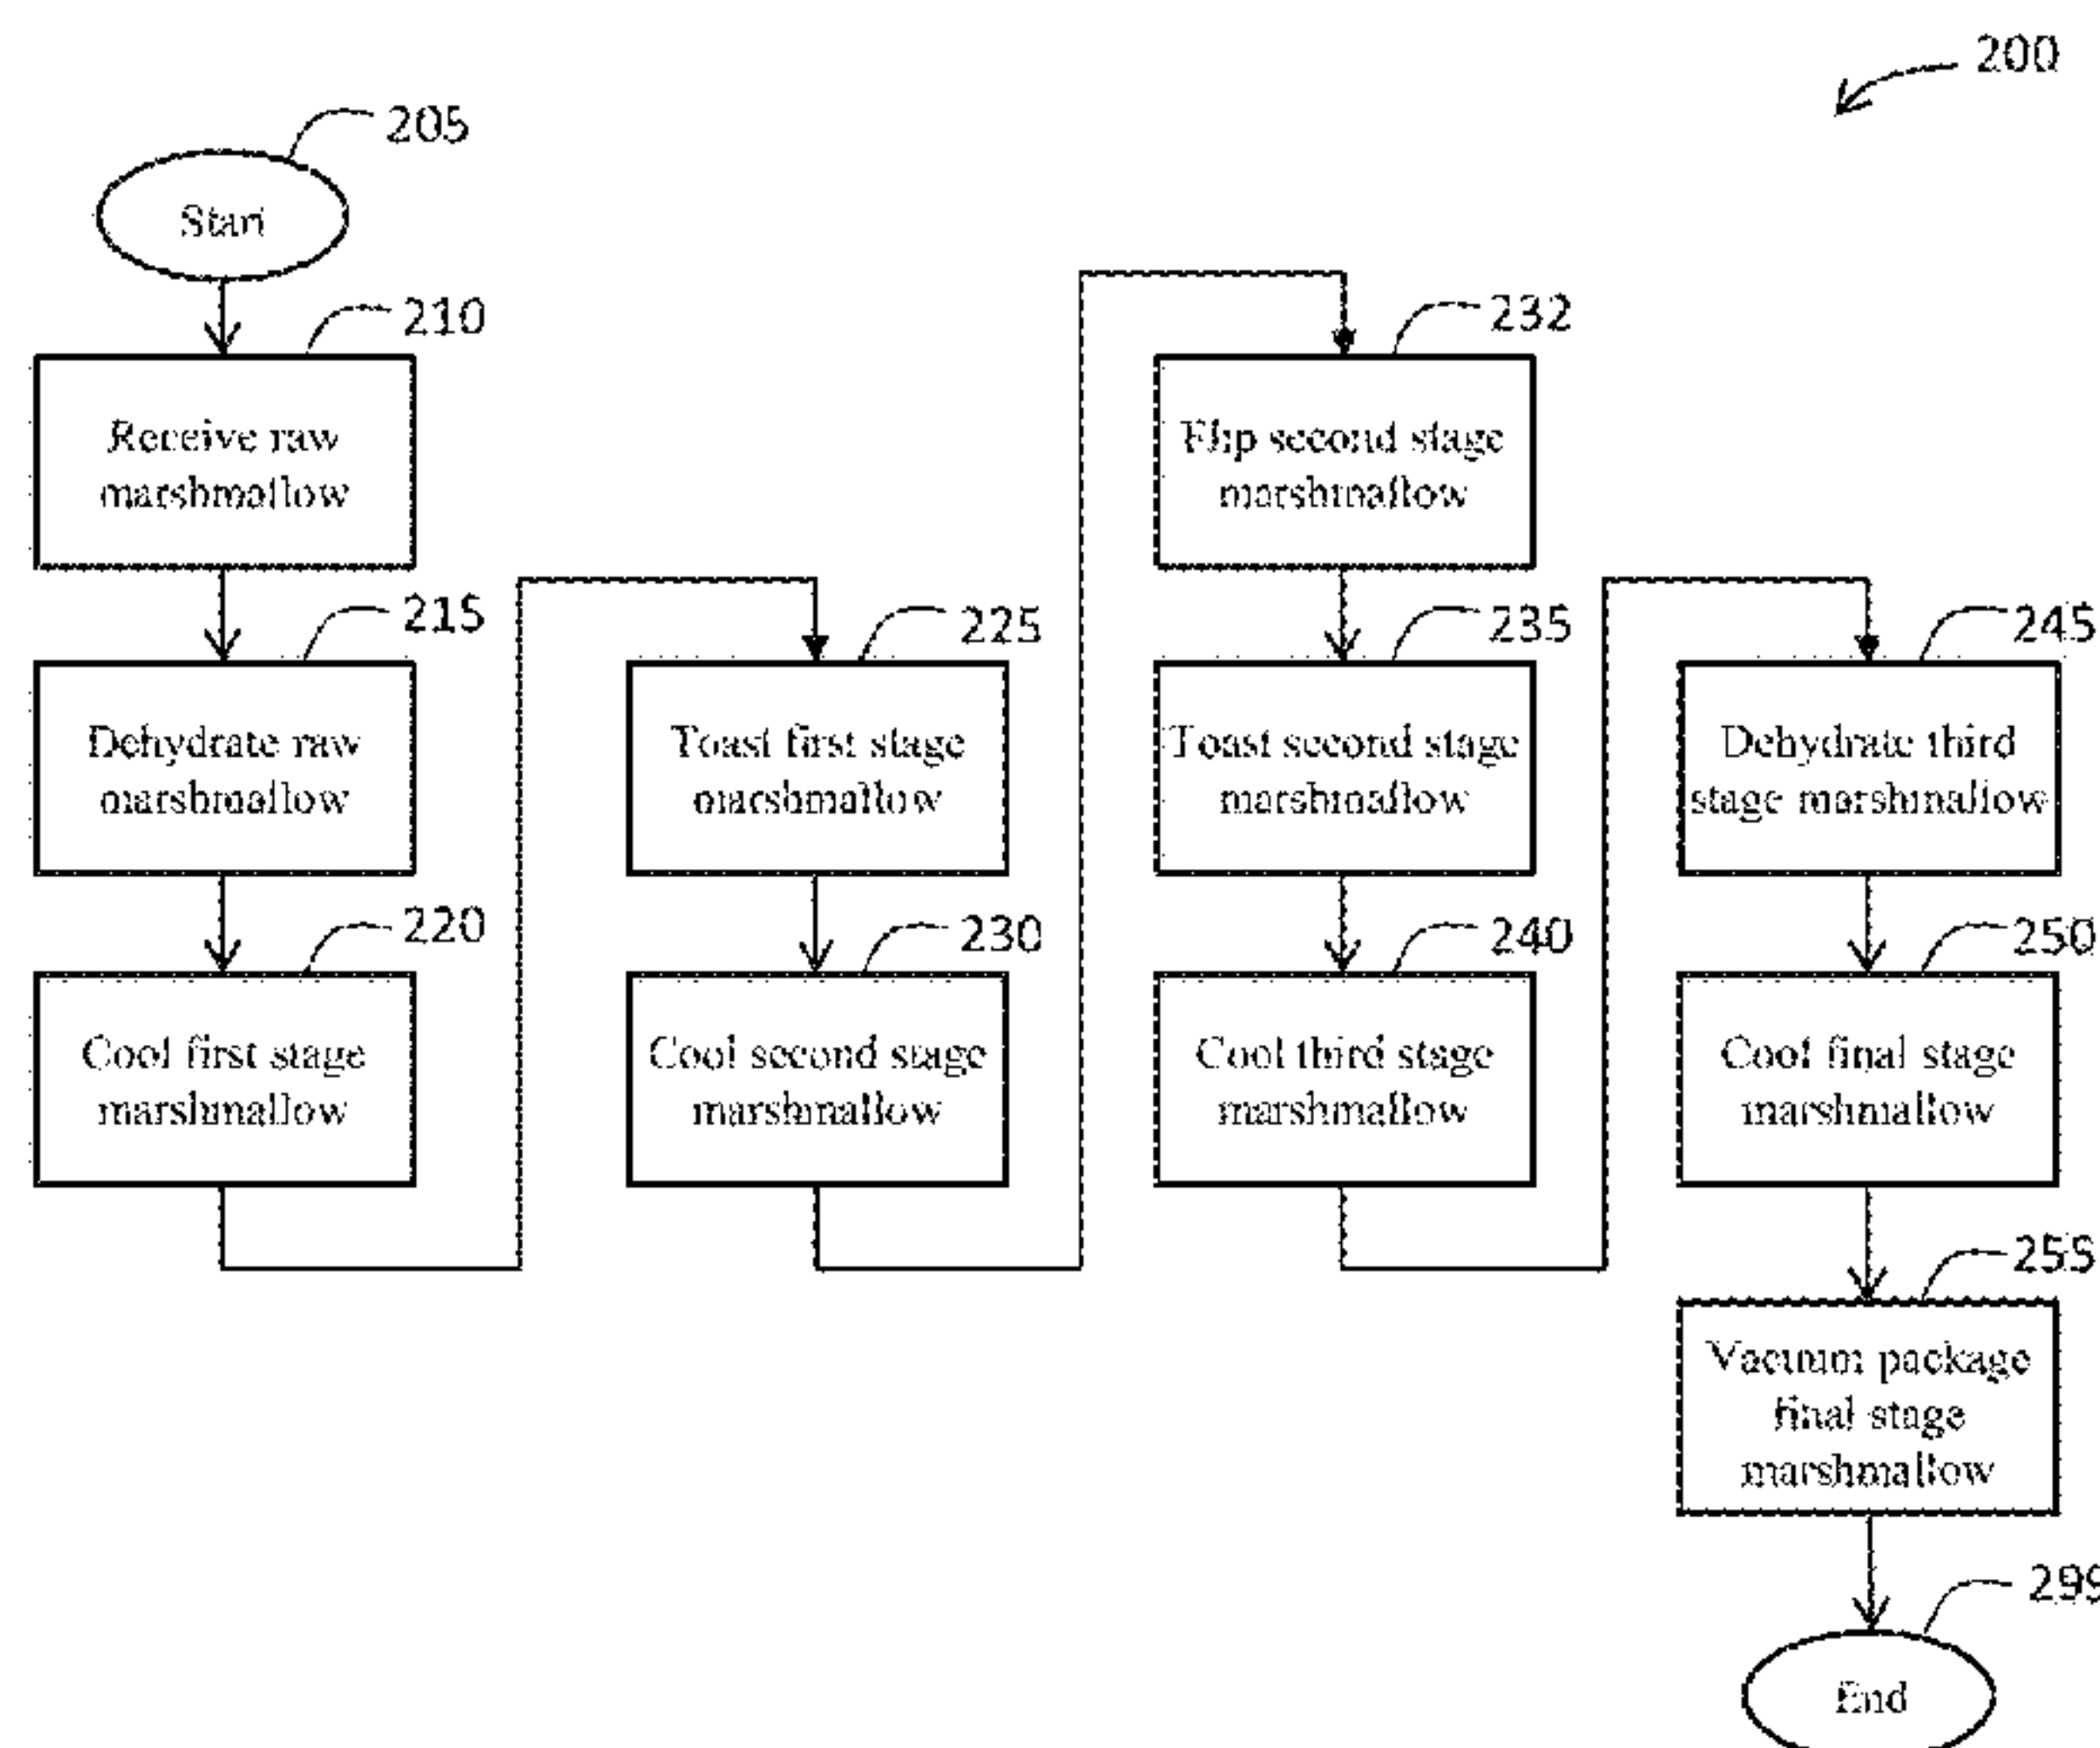 200
205
Start
210
Receive raw
marshmallow
215
Dehydrate raw
marshmallow
220
Cool first stage
marshmallow
225
Toast first stage
marshmallow
230
Cool second stage
marshmallow
232
Flip second stage
marshmallow
235
Toast second stage
marshmallow
240
Cool third stage
marshmallow
245
Dehydrate third
stage marshmallow
250
Cool final stage
marshmallow
255
Vacuum package
final stage
marshmallow
299
End